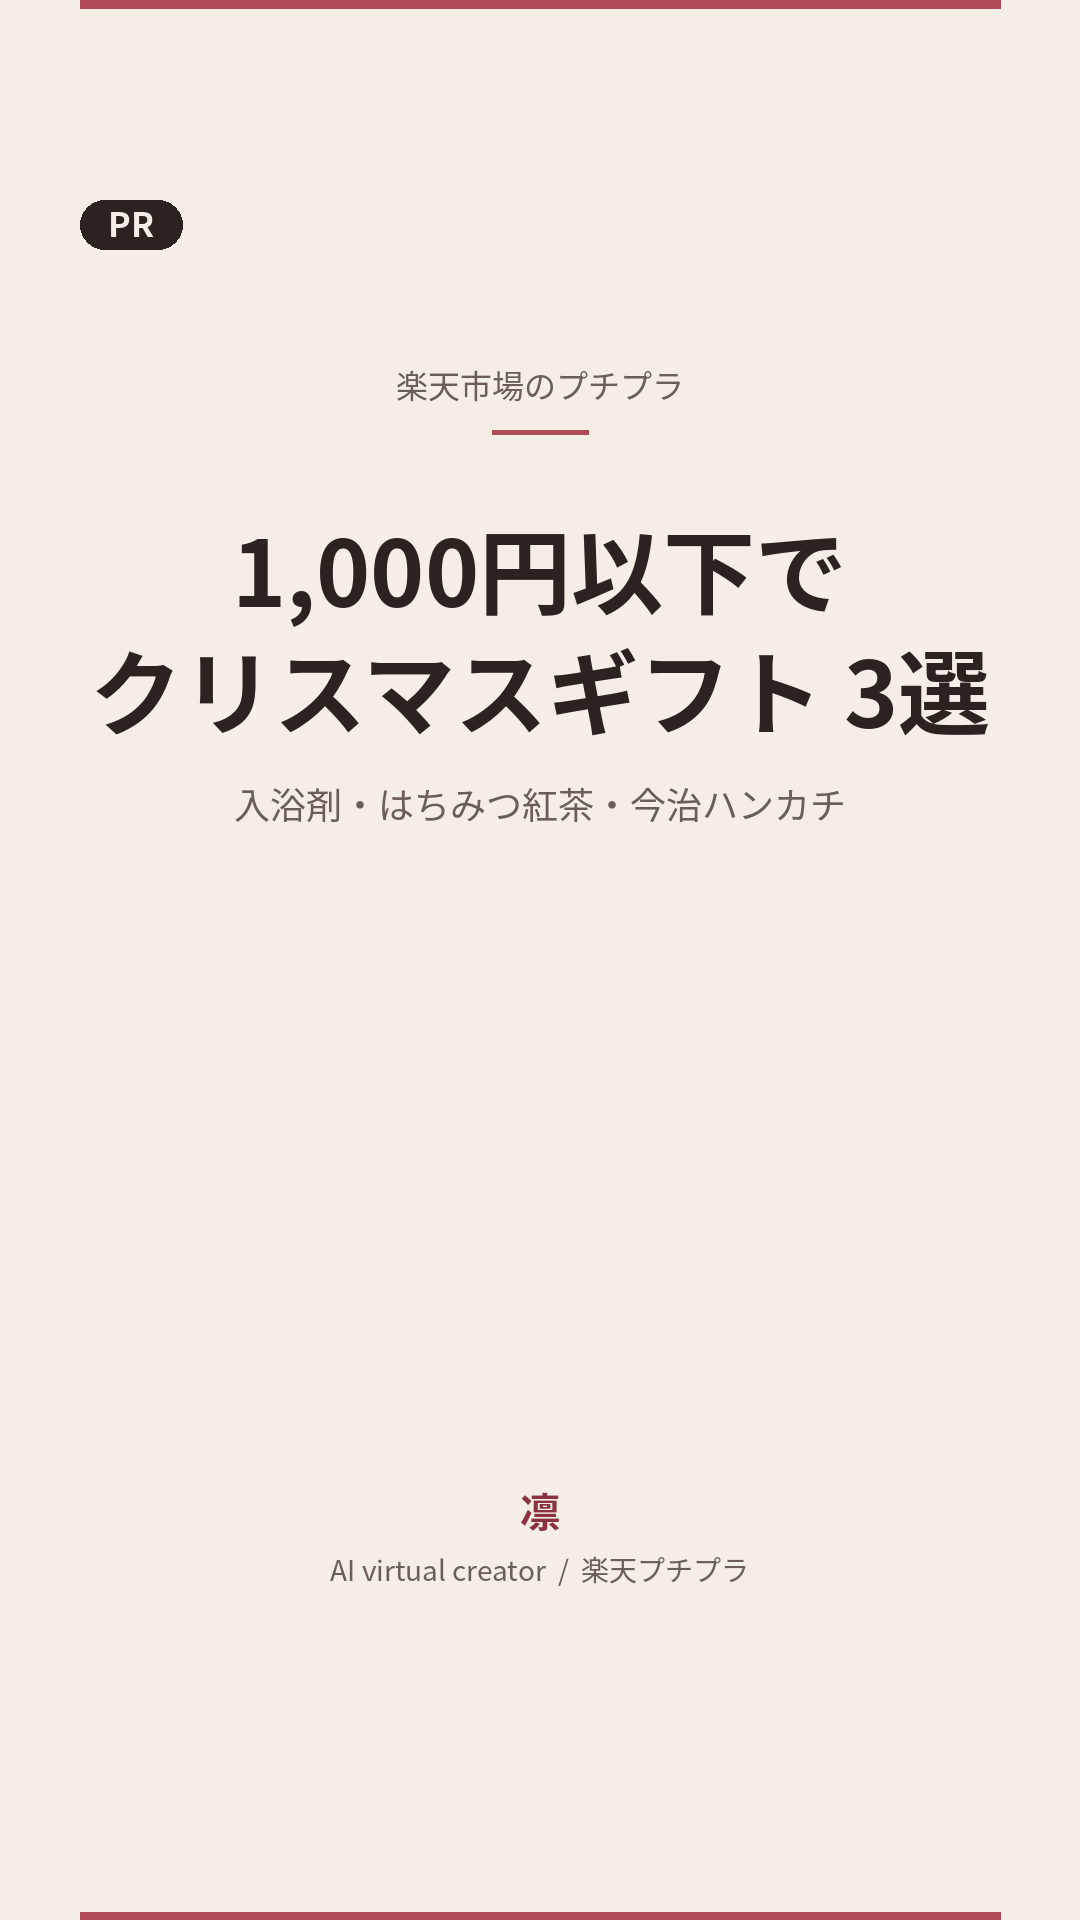 PR
楽天市場のプチプラ
1,000円以下で
クリスマスギフト 3選
入浴剤・はちみつ紅茶・今治ハンカチ
凛
AI virtual creator / 楽天プチプラ